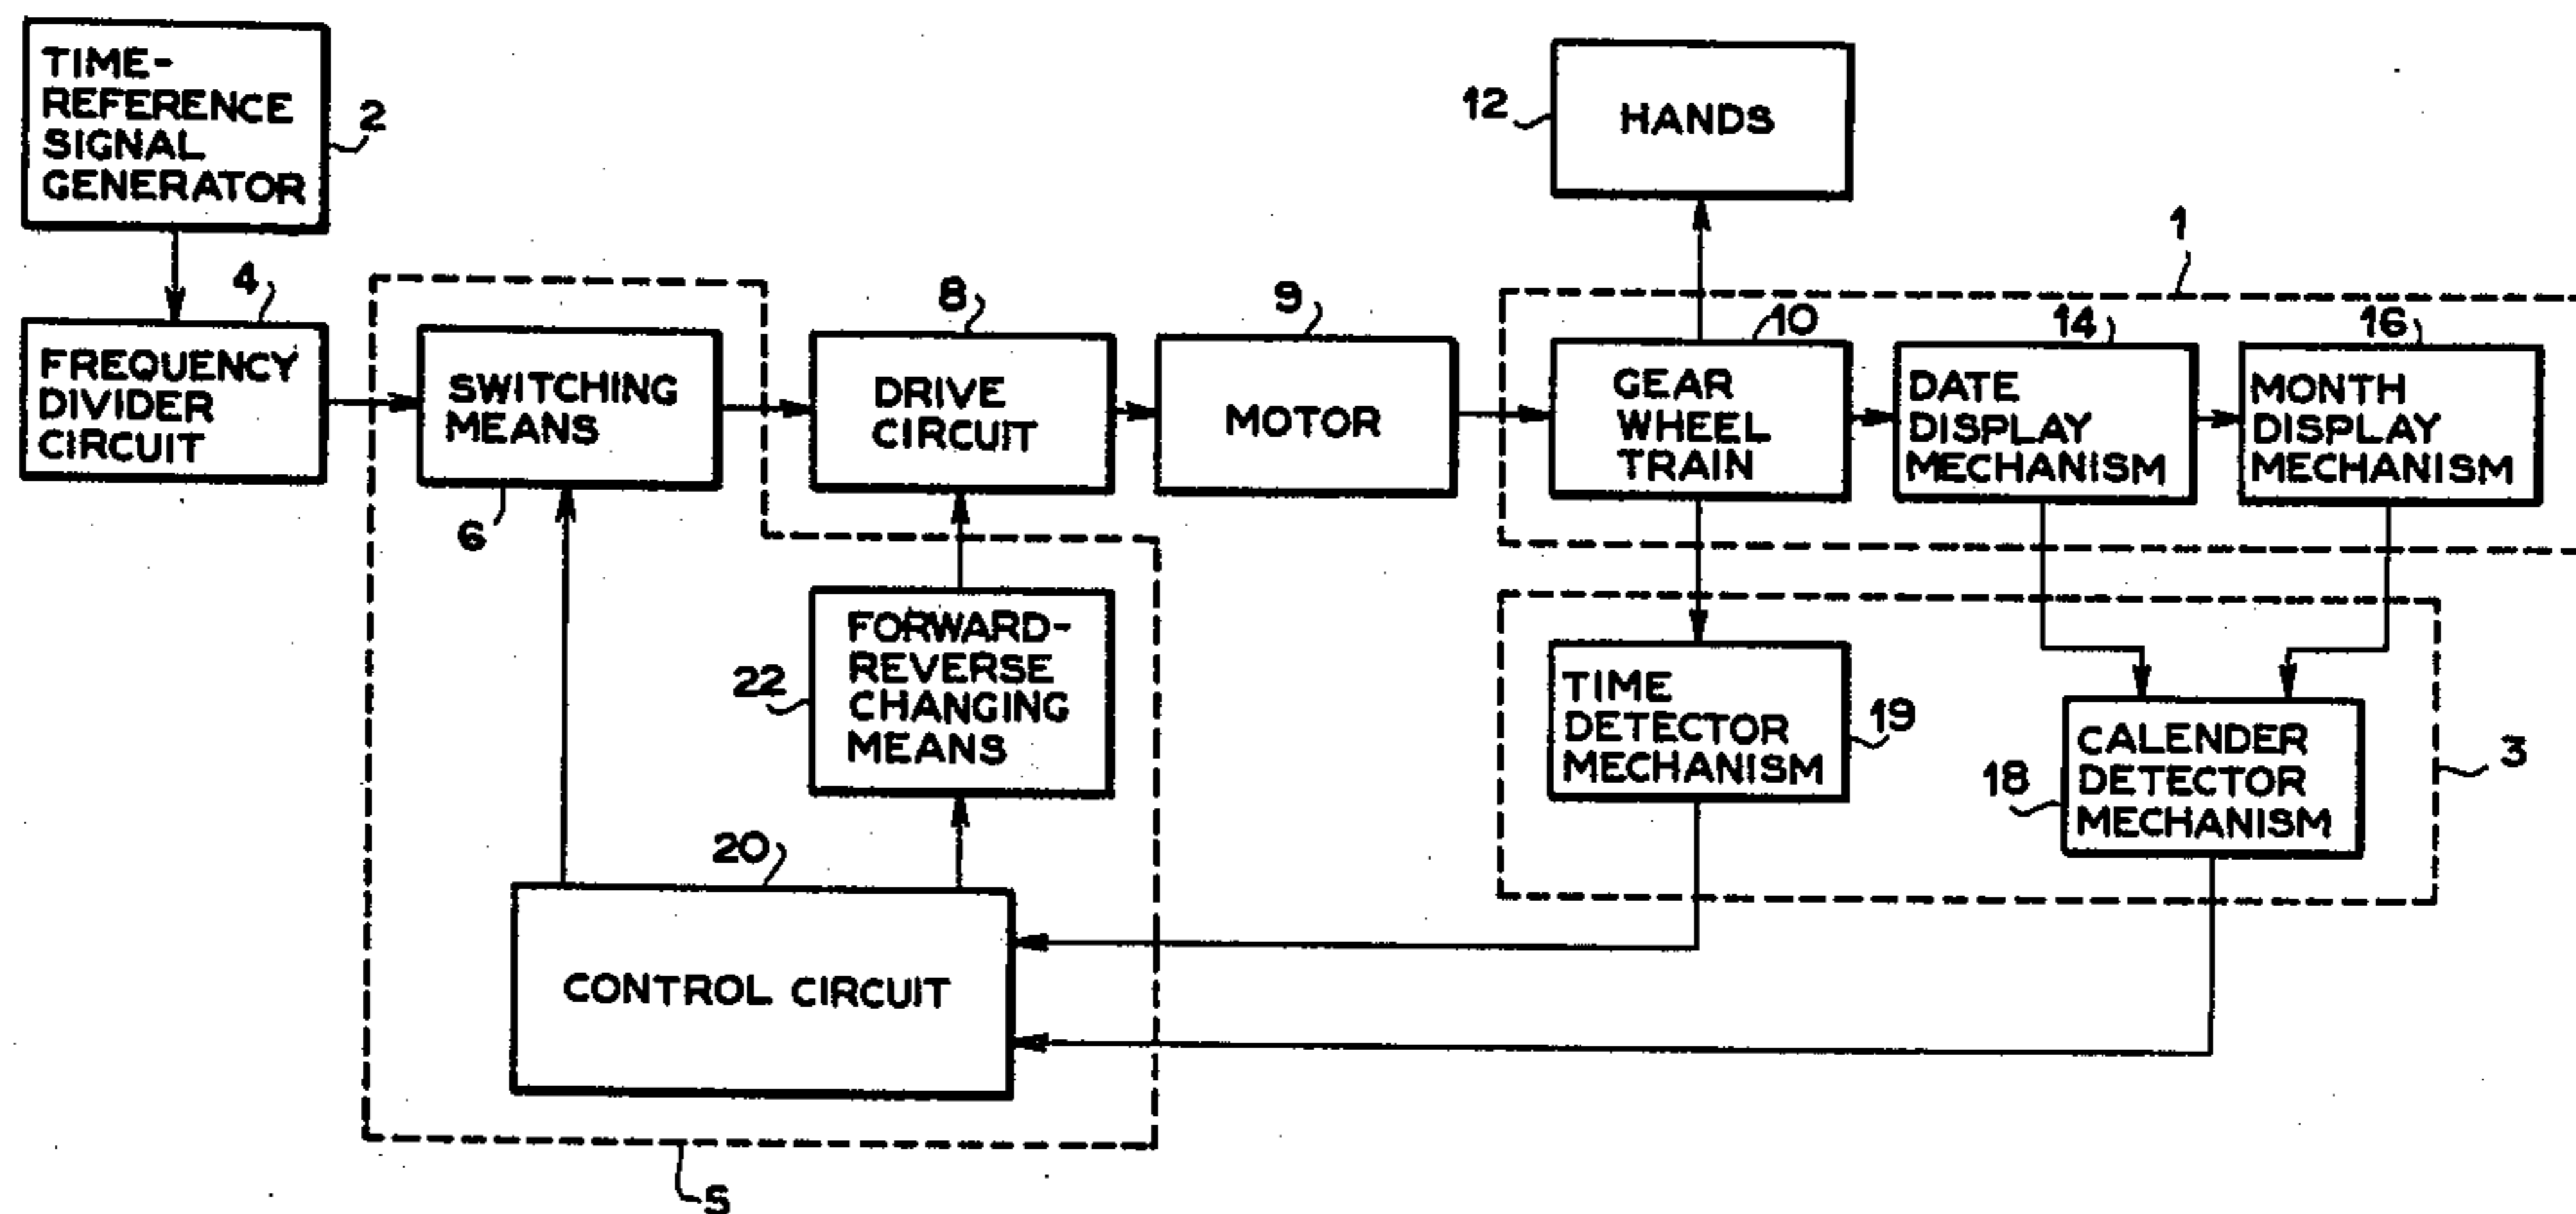 TIME-
REFERENCE
SIGNAL
GENERATOR
2
HANDS
12
1
4
FREQUENCY
DIVIDER
CIRCUIT
SWITCHING
MEANS
6
8
DRIVE
CIRCUIT
9
MOTOR
10
GEAR
WHEEL
TRAIN
14
DATE
DISPLAY
MECHANISM
16
MONTH
DISPLAY
MECHANISM
22
FORWARD-
REVERSE
CHANGING
MEANS
TIME
DETECTOR
MECHANISM
19
18
CALENDER
DETECTOR
MECHANISM
3
20
CONTROL CIRCUIT
5